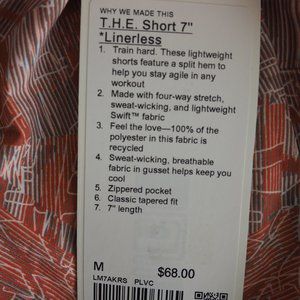 WHY WE MADE THIS
T.H.E. Short 7"
*Linerless
1. Train hard. These lightweight
shorts feature a split hem to
help you stay agile in any
workout
2. Made with four-way stretch,
sweat-wicking, and lightweight
Swift™ fabric
3. Feel the love—100% of the
polyester in this fabric is
recycled
4. Sweat-wicking, breathable
fabric in gusset helps keep you
cool
5. Zippered pocket
6. Classic tapered fit
7. 7" length
M $68.00
LM7AKRS PLVC